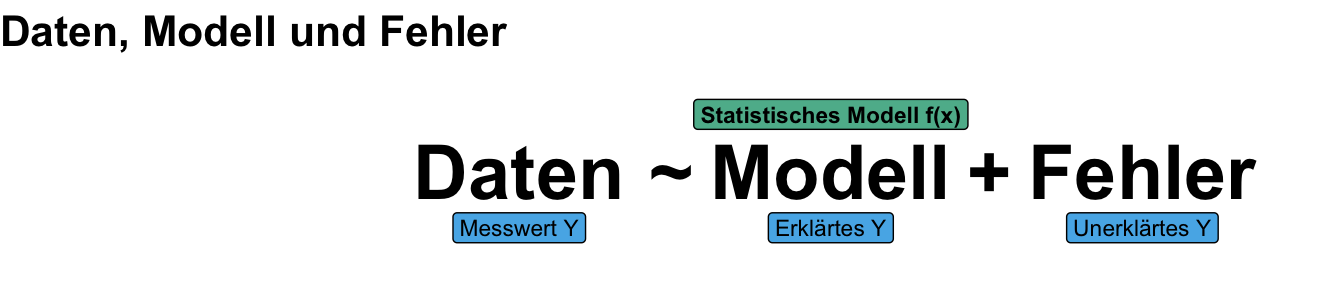 Daten, Modell und Fehler
Statistisches Modell f(x)
Daten ~ Modell + Fehler
Messwert Y Erklärtes Y Unerklärtes Y